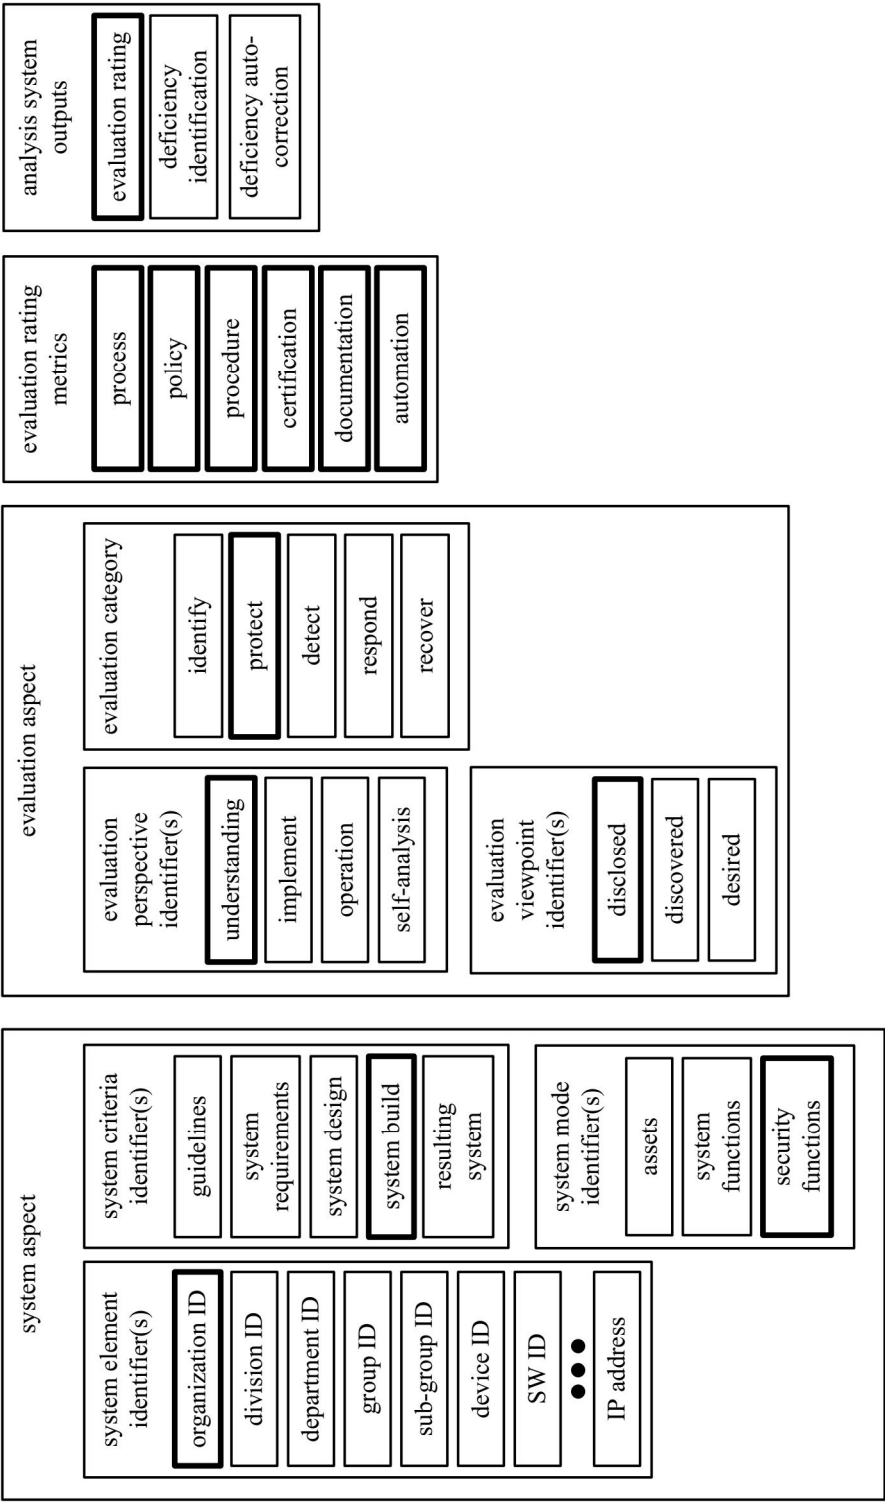 system aspect
system element
identifier(s)
organization ID
division ID
department ID
group ID
sub-group ID
device ID
SW ID
IP address
system criteria
identifier(s)
guidelines
system
requirements
system design
system build
resulting
system
system mode
identifier(s)
assets
system
functions
security
functions
evaluation aspect
evaluation
perspective
identifier(s)
understanding
implement
operation
self-analysis
evaluation
viewpoint
identifier(s)
disclosed
discovered
desired
evaluation category
identify
protect
detect
respond
recover
evaluation rating
metrics
process
policy
procedure
certification
documentation
automation
analysis system
outputs
evaluation rating
deficiency
identification
deficiency auto-
correction